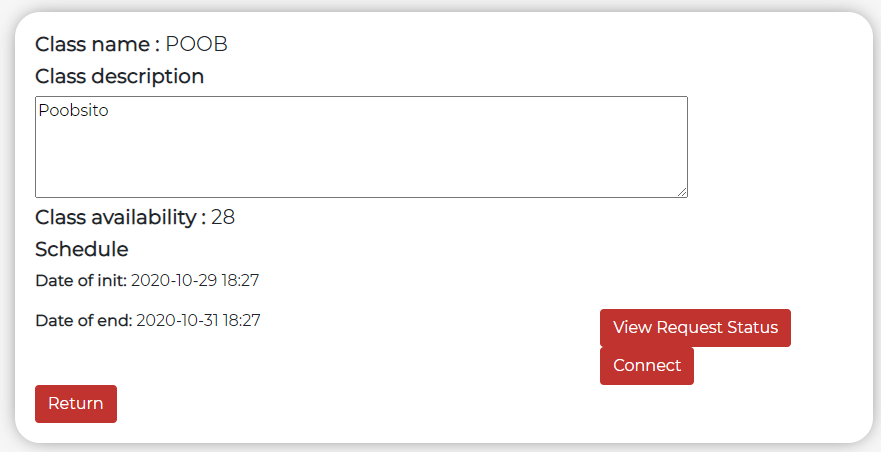 Class name : POOB
Class description
Poobsito
Class availability : 28
Schedule
Date of init: 2020-10-29 18:27
Date of end: 2020-10-31 18:27
View Request Status
Connect
Return